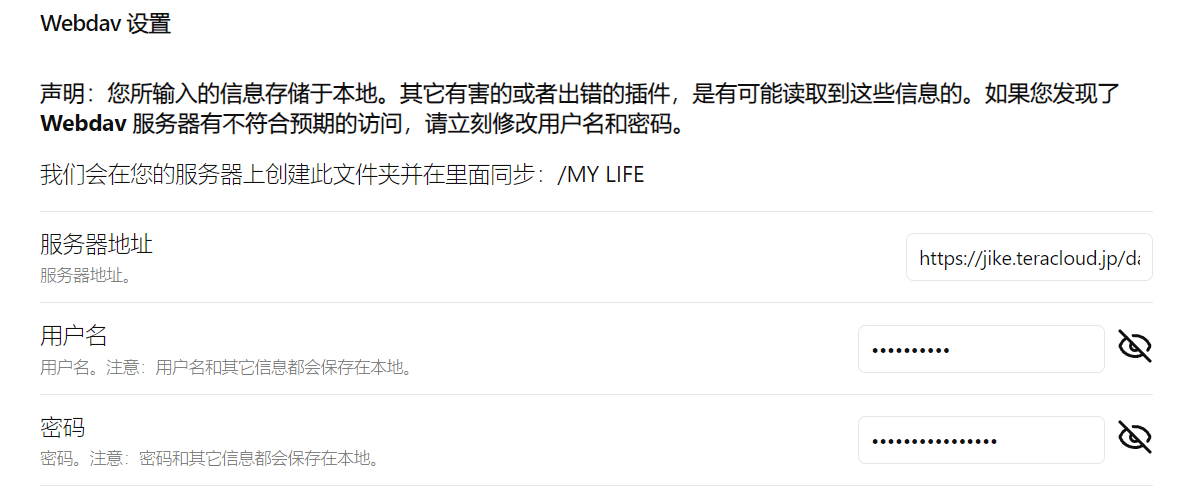 Webdav 设置
声明：您所输入的信息存储于本地。其它有害的或者出错的插件，是有可能读取到这些信息的。如果您发现了
Webdav 服务器有不符合预期的访问，请立刻修改用户名和密码。
我们会在您的服务器上创建此文件夹并在里面同步：/MY LIFE
服务器地址
https://jike.teracloud.jp/da
服务器地址。
用户名
••••••••••
用户名。注意：用户名和其它信息都会保存在本地。
密码
••••••••••••••••
密码。注意：密码和其它信息都会保存在本地。